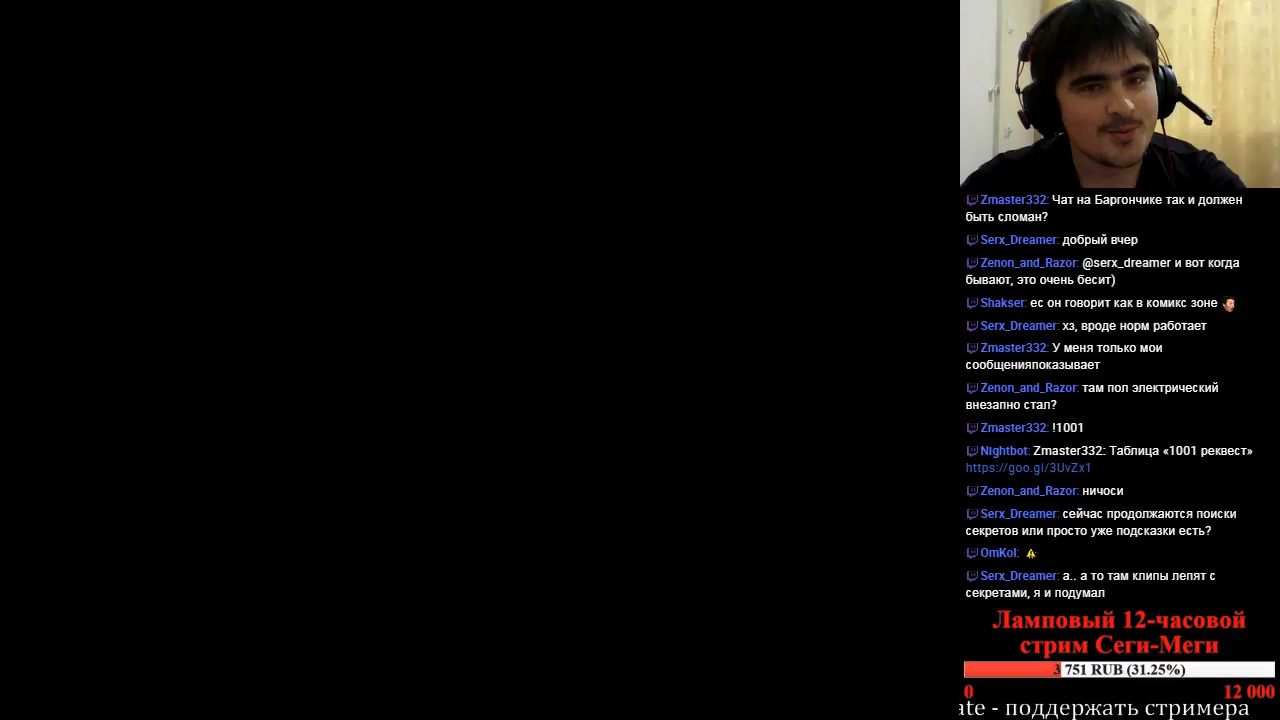 Zmaster332: Чат на Баргончике так и должен
быть сломан?
Serx_Dreamer: добрый вчер
Zenon_and_Razor: @serx_dreamer и вот когда
бывают, это очень бесит)
Shakser: ес он говорит как в комикс зоне
Serx_Dreamer: хз, вроде норм работает
Zmaster332: У меня только мои
сообщенияпоказывает
Zenon_and_Razor: там пол электрический
внезапно стал?
Zmaster332: !1001
Nightbot: Zmaster332: Таблица «1001 реквест»
https://goo.gl/3UvZx1
Zenon_and_Razor: ничоси
Serx_Dreamer: сейчас продолжаются поиски
секретов или просто уже подсказки есть?
OmKol:
Serx_Dreamer: а.. а то там клипы лепят с
секретами, я и подумал
Ламповый 12-часовой
стрим Сеги-Меги
3 751 RUB (31.25%)
0 12 000
ate - поддержать стримера